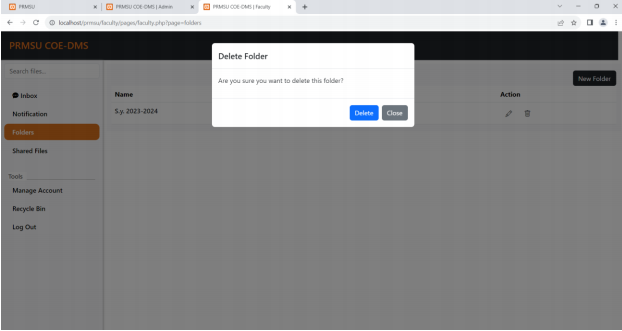 PRMSU
PRMSU COE-DMS | Admin
PRMSU COE-DMS | Faculty
localhost/prmsu/faculty/pages/faculty.php?page=folders
PRMSU COE-DMS
Delete Folder
Search files...
Are you sure you want to delete this folder?
New Folder
Inbox
Name
Action
Delete
Close
Notification
S.y. 2023-2024
Folders
Shared Files
Tools
Manage Account
Recycle Bin
Log Out